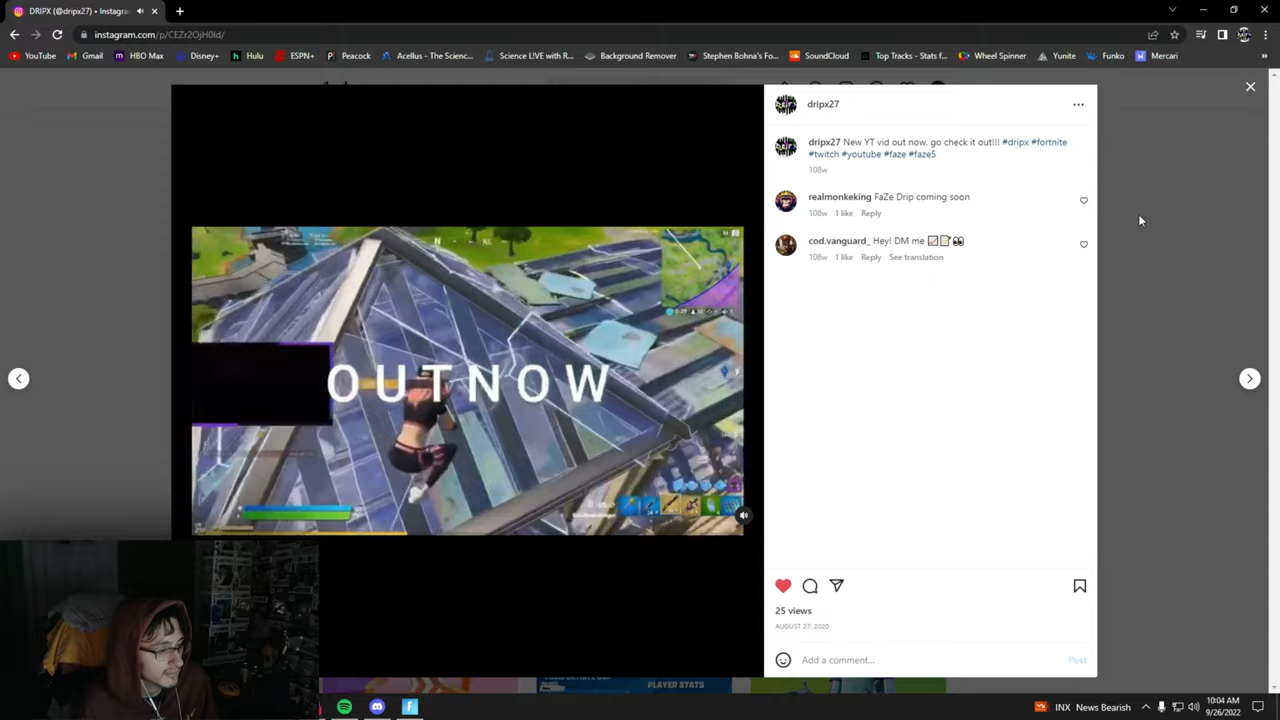 DRIPX (@dripx27) • Instagram
instagram.com/p/CEZr2OjH0ld/
YouTube
Gmail
HBO Max
Disney+
Hulu
ESPN+
Peacock
Acellus - The Scienc...
Science LIVE with R...
Background Remover
Stephen Bohna's Fi...
SoundCloud
Top Tracks - Stats f...
Wheel Spinner
Yunite
Funko
Mercari
dripx27
dripx27 New YT vid out now, go check it out!!! #dripx #fortnite
#twitch #youtube #faze #faze5
108w
realmonkeking FaZe Drip coming soon
108w 1 like Reply
cod.vanguard_ Hey! DM me 📈📝👀
108w 1 like Reply See translation
N
OUTNOW
25 views
AUGUST 27, 2020
Add a comment...
Post
PLAYER STATS
INX News Bearish
10:04 AM
9/26/2022